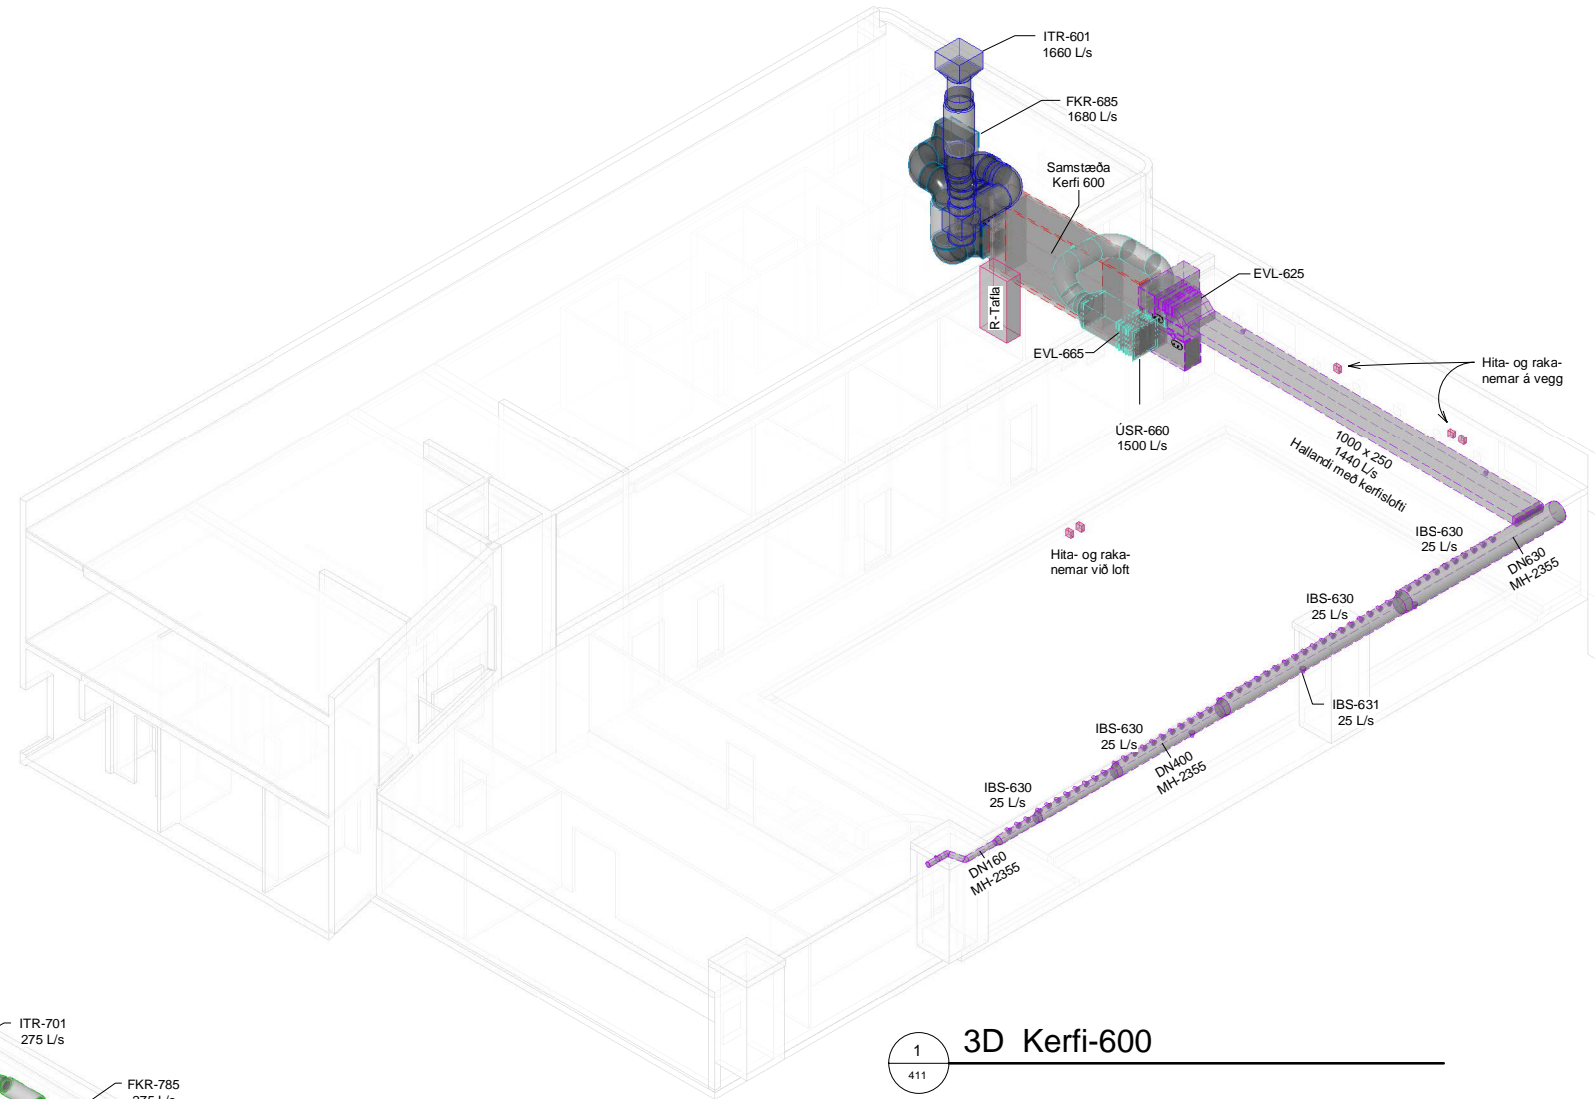 ITR-601
1660 L/s
FKR-685
1680 L/s
Samstæða
Kerfi 600
EVL-625
R-Tafla
EVL-665
Hita- og raka-
nemar á vegg
ÚSR-660
1500 L/s
1000 x 250
1440 L/s
Hallandi með kerfislofti
Hita- og raka-
nemar við loft
IBS-630
25 L/s
DN630
MH-2355
IBS-630
25 L/s
IBS-631
25 L/s
IBS-630
25 L/s
DN400
MH-2355
IBS-630
25 L/s
DN160
MH-2355
ITR-701
275 L/s
FKR-785
275 L/s
1
411
3D Kerfi-600